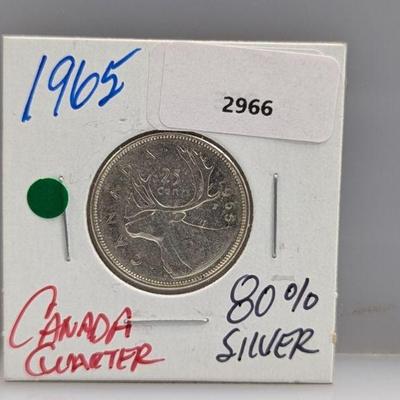 1965
2966
25
cents
CANADA
1965
CANADA
QUARTER
80%
SILVER